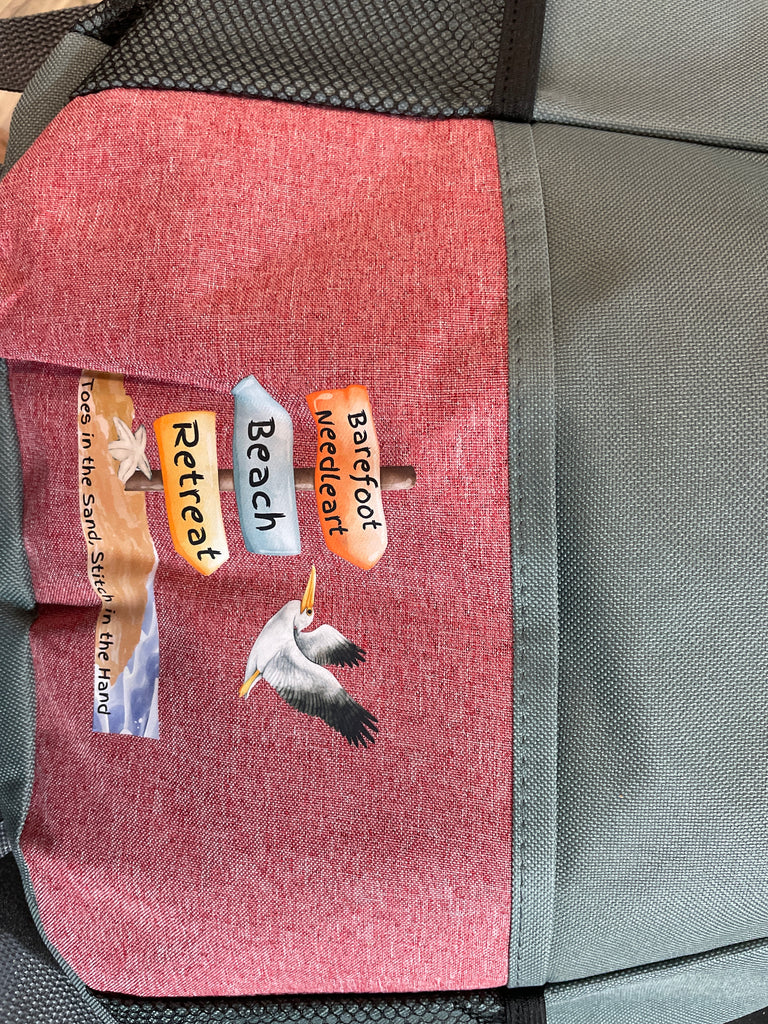 Barefoot
Needleart
Beach
Retreat
Toes in the Sand, Stitch in the Hand